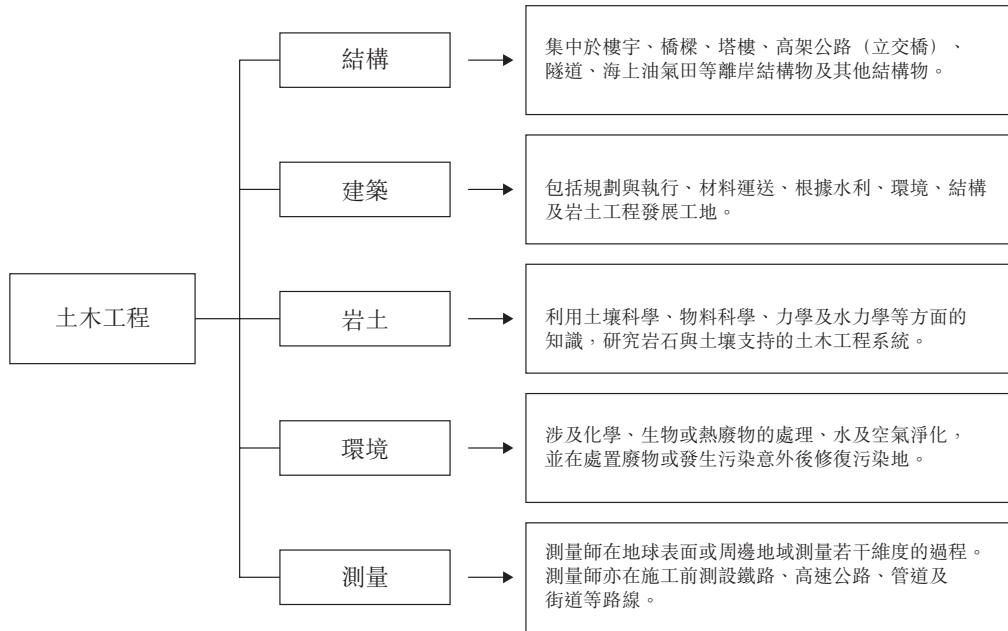 結構
集中於樓宇、橋樑、塔樓、高架公路（立交橋）、
隧道、海上油氣田等離岸結構物及其他結構物。
建築
包括規劃與執行、材料運送、根據水利、環境、結構
及岩土工程發展工地。
土木工程
岩土
利用土壤科學、物料科學、力學及水力學等方面的
知識，研究岩石與土壤支持的土木工程系統。
環境
涉及化學、生物或熱廢物的處理、水及空氣淨化，
並在處置廢物或發生污染意外後修復污染地。
測量
測量師在地球表面或周邊地域測量若干維度的過程。
測量師亦在施工前測設鐵路、高速公路、管道及
街道等路線。